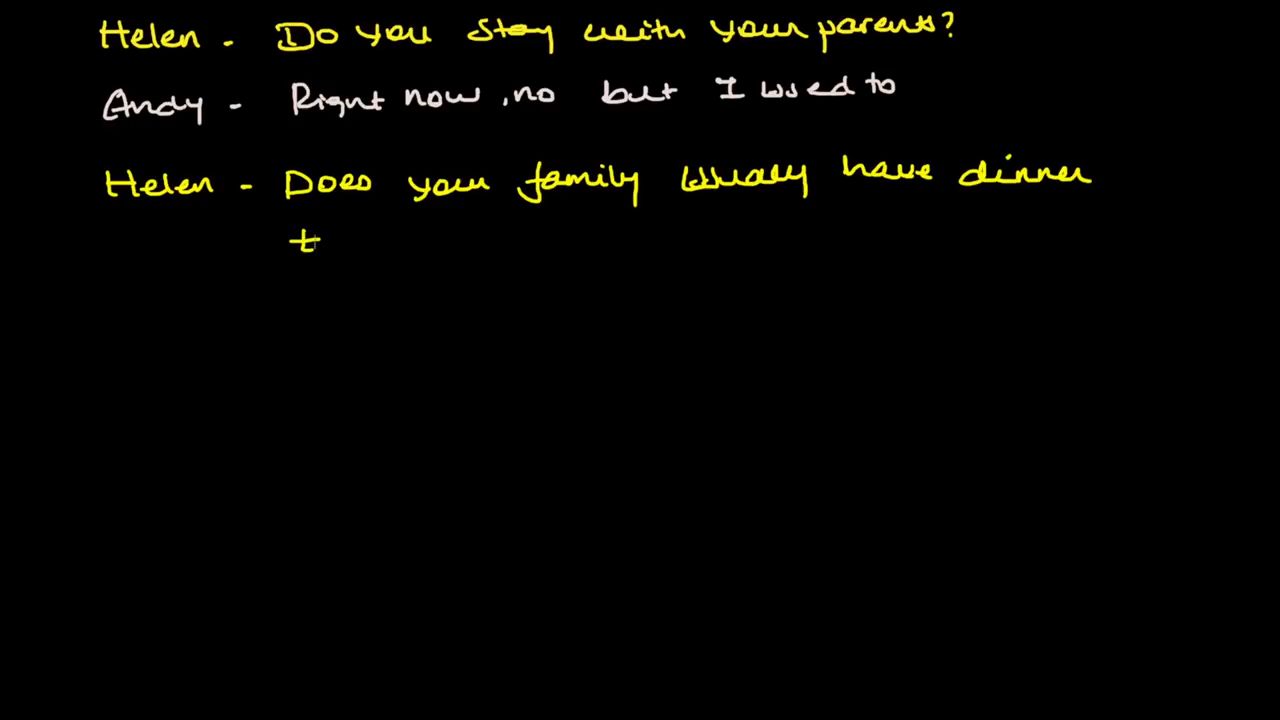 Helen - Do you stay with your parents?
Andy - Right now, no but I used to
Helen - Does your family usually have dinner
t